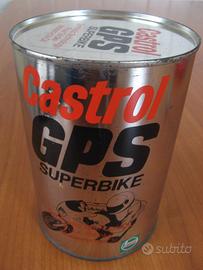 Castrol
GPS
SUPERBIKE
Castrol
GPS
SUPERBIKE
subito